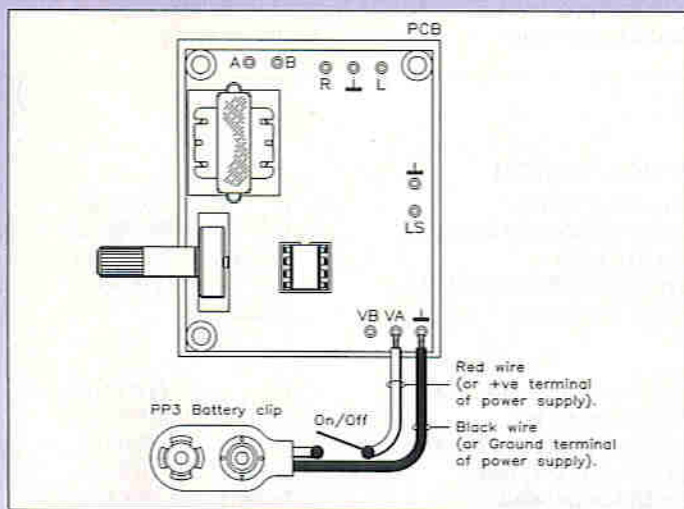 PCB
A B
R ⊥ L
⊥
LS
VB VA ⊥
Red wire
(or +ve terminal
of power supply).
PP3 Battery clip
On/Off
Black wire
(or Ground terminal
of power supply).